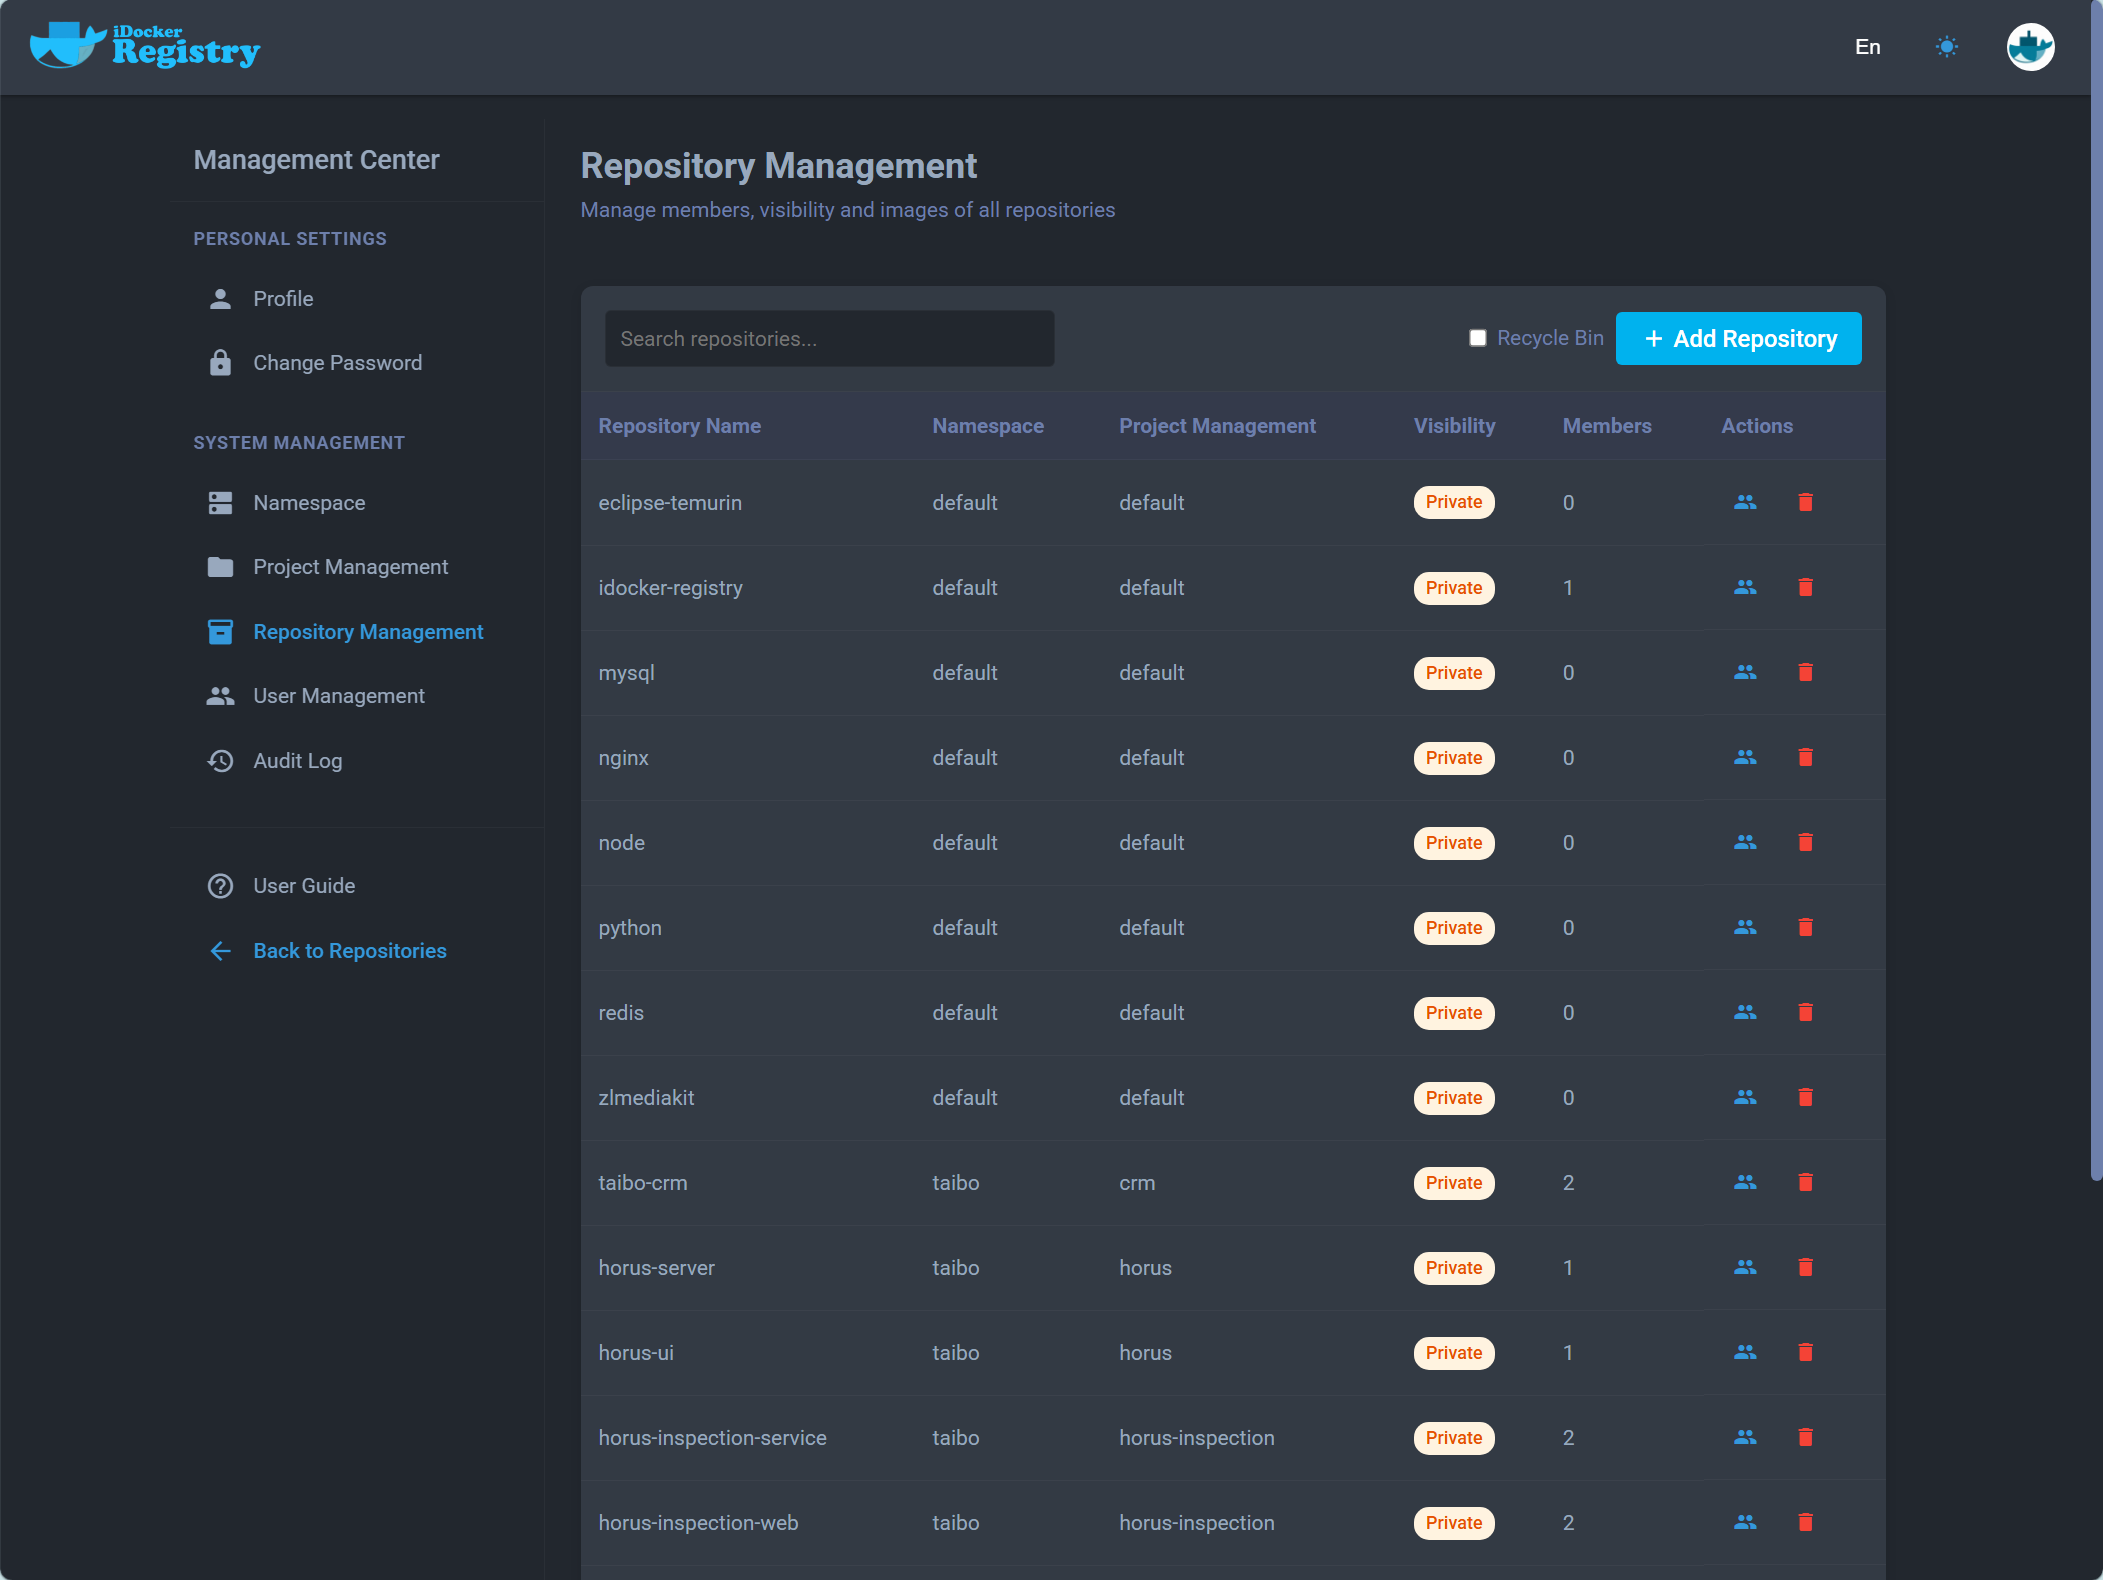 iDocker
Registry
En
Management Center
PERSONAL SETTINGS
Profile
Change Password
SYSTEM MANAGEMENT
Namespace
Project Management
Repository Management
User Management
Audit Log
User Guide
Back to Repositories
Repository Management
Manage members, visibility and images of all repositories
Search repositories...
Recycle Bin
+ Add Repository
Repository Name Namespace Project Management Visibility Members Actions
eclipse-temurin default default Private 0
idocker-registry default default Private 1
mysql default default Private 0
nginx default default Private 0
node default default Private 0
python default default Private 0
redis default default Private 0
zlmediakit default default Private 0
taibo-crm taibo crm Private 2
horus-server taibo horus Private 1
horus-ui taibo horus Private 1
horus-inspection-service taibo horus-inspection Private 2
horus-inspection-web taibo horus-inspection Private 2